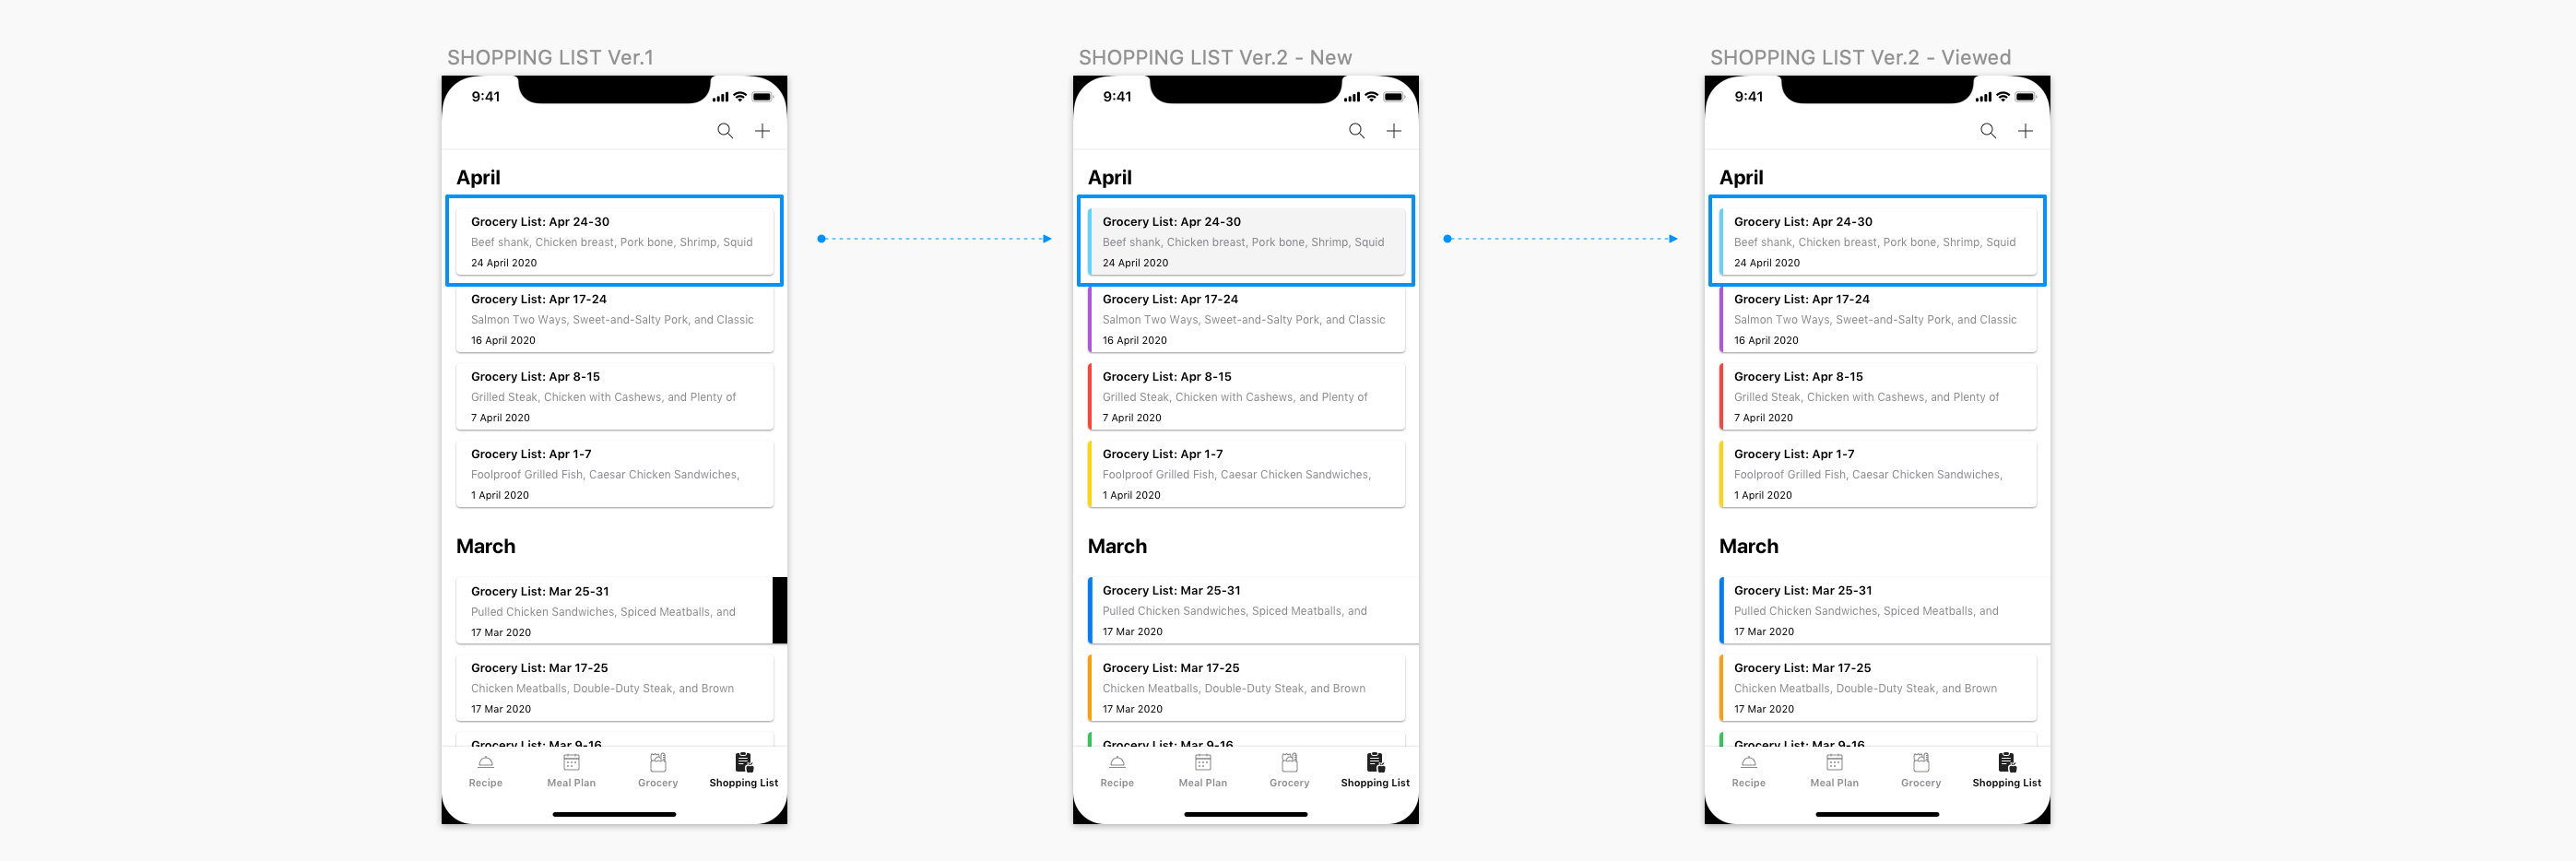 SHOPPING LIST Ver.1
9:41
April
Grocery List: Apr 24-30
Beef shank, Chicken breast, Pork bone, Shrimp, Squid
24 April 2020
Grocery List: Apr 17-24
Salmon Two Ways, Sweet-and-Salty Pork, and Classic
16 April 2020
Grocery List: Apr 8-15
Grilled Steak, Chicken with Cashews, and Plenty of
7 April 2020
Grocery List: Apr 1-7
Foolproof Grilled Fish, Caesar Chicken Sandwiches,
1 April 2020
March
Grocery List: Mar 25-31
Pulled Chicken Sandwiches, Spiced Meatballs, and
17 Mar 2020
Grocery List: Mar 17-25
Chicken Meatballs, Double-Duty Steak, and Brown
17 Mar 2020
Grocery List: Mar 9-16
Recipe Meal Plan Grocery Shopping List
SHOPPING LIST Ver.2 - New
9:41
April
Grocery List: Apr 24-30
Beef shank, Chicken breast, Pork bone, Shrimp, Squid
24 April 2020
Grocery List: Apr 17-24
Salmon Two Ways, Sweet-and-Salty Pork, and Classic
16 April 2020
Grocery List: Apr 8-15
Grilled Steak, Chicken with Cashews, and Plenty of
7 April 2020
Grocery List: Apr 1-7
Foolproof Grilled Fish, Caesar Chicken Sandwiches,
1 April 2020
March
Grocery List: Mar 25-31
Pulled Chicken Sandwiches, Spiced Meatballs, and
17 Mar 2020
Grocery List: Mar 17-25
Chicken Meatballs, Double-Duty Steak, and Brown
17 Mar 2020
Grocery List: Mar 9-16
Recipe Meal Plan Grocery Shopping List
SHOPPING LIST Ver.2 - Viewed
9:41
April
Grocery List: Apr 24-30
Beef shank, Chicken breast, Pork bone, Shrimp, Squid
24 April 2020
Grocery List: Apr 17-24
Salmon Two Ways, Sweet-and-Salty Pork, and Classic
16 April 2020
Grocery List: Apr 8-15
Grilled Steak, Chicken with Cashews, and Plenty of
7 April 2020
Grocery List: Apr 1-7
Foolproof Grilled Fish, Caesar Chicken Sandwiches,
1 April 2020
March
Grocery List: Mar 25-31
Pulled Chicken Sandwiches, Spiced Meatballs, and
17 Mar 2020
Grocery List: Mar 17-25
Chicken Meatballs, Double-Duty Steak, and Brown
17 Mar 2020
Grocery List: Mar 9-16
Recipe Meal Plan Grocery Shopping List